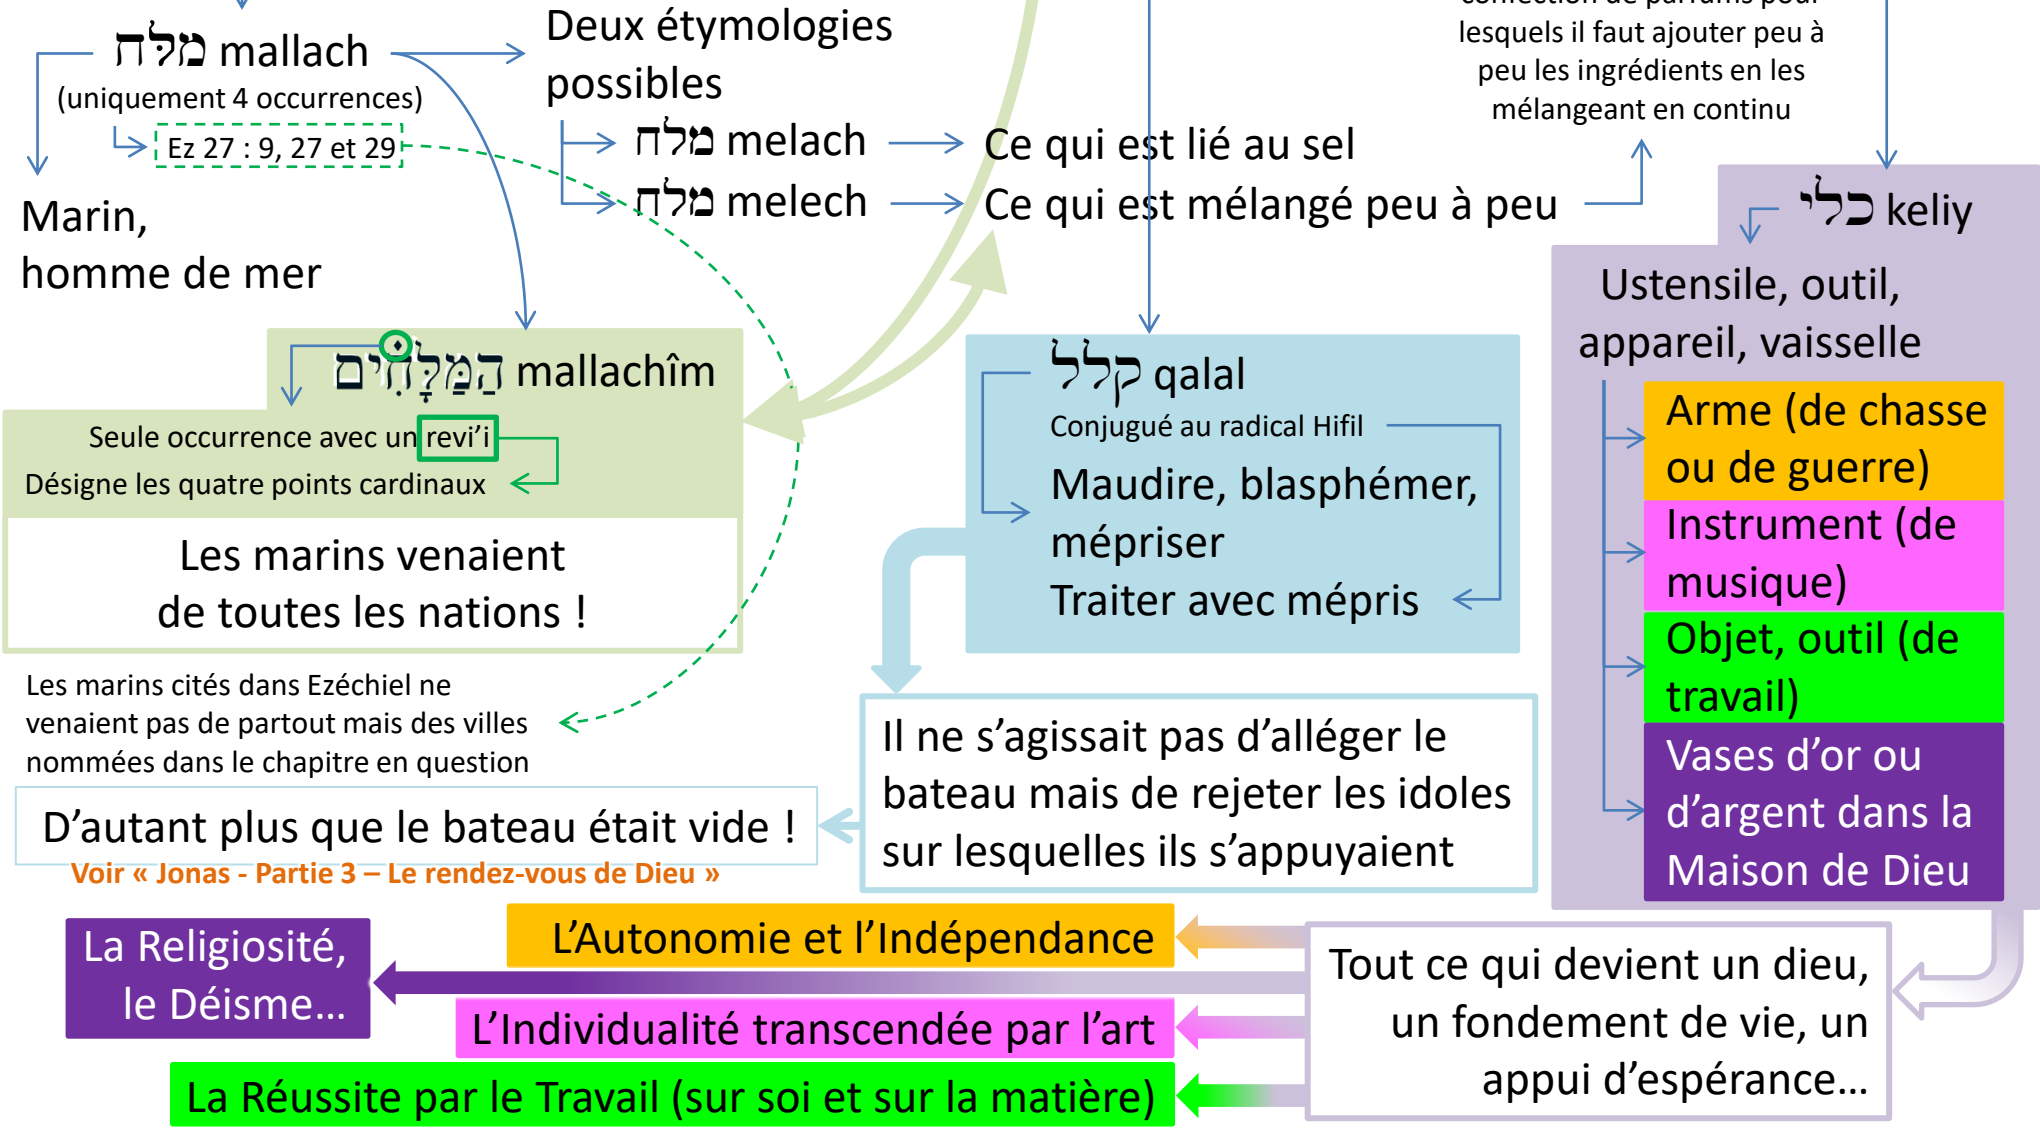 מלח mallach
(uniquement 4 occurrences)
Ez 27 : 9, 27 et 29
Marin,
homme de mer
Deux étymologies
possibles
מלח melach
Ce qui est lié au sel
מלח melech
Ce qui est mélangé peu à peu
lesquels il faut ajouter peu à
peu les ingrédients en les
mélangeant en continu
כלי keliy
Ustensile, outil,
appareil, vaisselle
Arme (de chasse
ou de guerre)
Instrument (de
musique)
Objet, outil (de
travail)
Vases d’or ou
d’argent dans la
Maison de Dieu
הַמַּלָּחִ֗ים mallachîm
Seule occurrence avec un revi’i
Désigne les quatre points cardinaux
Les marins venaient
de toutes les nations !
Les marins cités dans Ezéchiel ne
venaient pas de partout mais des villes
nommées dans le chapitre en question
קלל qalal
Conjugué au radical Hifil
Maudire, blasphémer,
mépriser
Traiter avec mépris
Il ne s’agissait pas d’alléger le
bateau mais de rejeter les idoles
sur lesquelles ils s’appuyaient
D’autant plus que le bateau était vide !
Voir « Jonas - Partie 3 – Le rendez-vous de Dieu »
Tout ce qui devient un dieu,
un fondement de vie, un
appui d’espérance…
L’Autonomie et l’Indépendance
La Religiosité,
le Déisme…
L’Individualité transcendée par l’art
La Réussite par le Travail (sur soi et sur la matière)